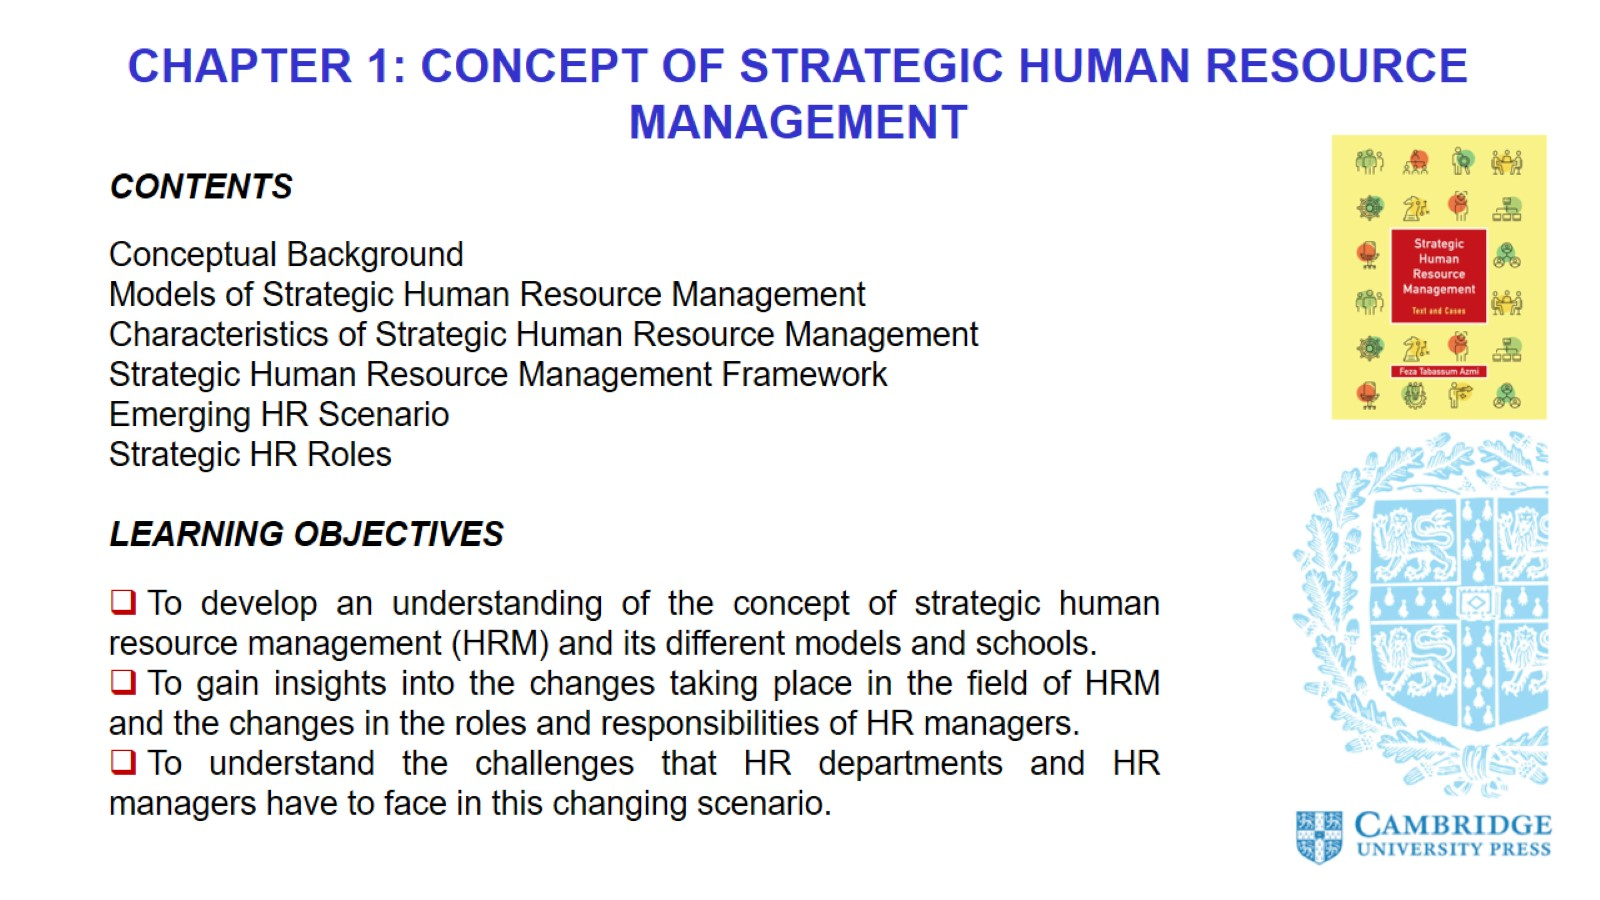 CHAPTER 1: CONCEPT OF STRATEGIC HUMAN RESOURCE
MANAGEMENT
CONTENTS
Conceptual Background
Models of Strategic Human Resource Management
Characteristics of Strategic Human Resource Management
Strategic Human Resource Management Framework
Emerging HR Scenario
Strategic HR Roles
LEARNING OBJECTIVES
❑ To develop an understanding of the concept of strategic human
resource management (HRM) and its different models and schools.
❑ To gain insights into the changes taking place in the field of HRM
and the changes in the roles and responsibilities of HR managers.
❑ To understand the challenges that HR departments and HR
managers have to face in this changing scenario.
Strategic
Human
Resource
Management
Text and Cases
Feza Tabassum Azmi
CAMBRIDGE
UNIVERSITY PRESS